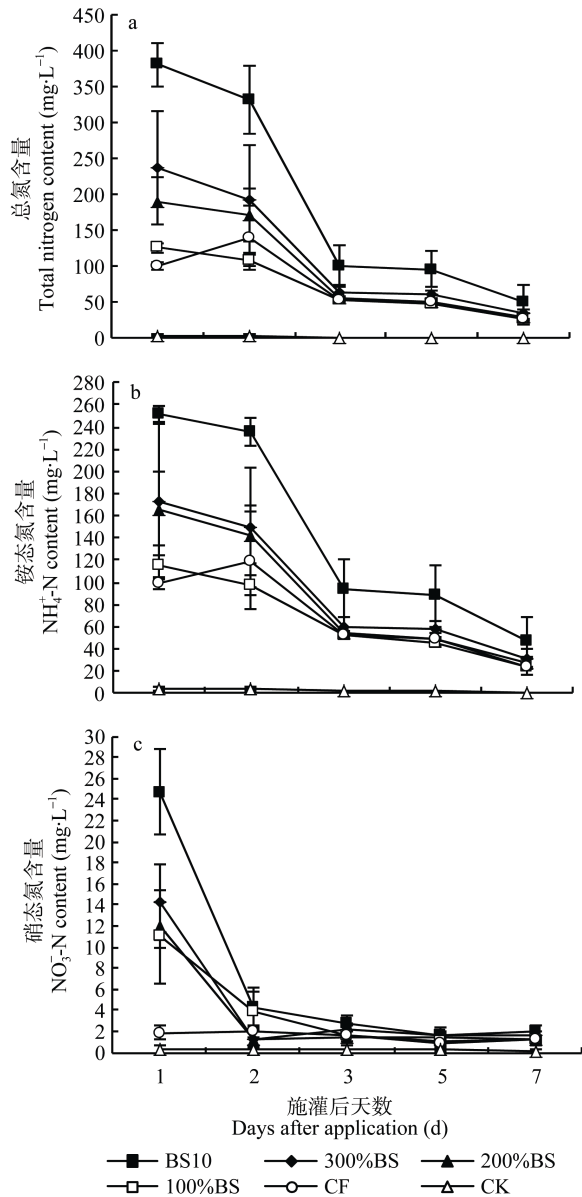 a
总氮含量
Total nitrogen content (mg·L⁻¹)
450
400
350
300
250
200
150
100
50
0
b
铵态氮含量
NH₄⁺-N content (mg·L⁻¹)
280
260
240
220
200
180
160
140
120
100
80
60
40
20
0
c
硝态氮含量
NO₃⁻-N content (mg·L⁻¹)
30
28
26
24
22
20
18
16
14
12
10
8
6
4
2
0
1 2 3 5 7
施灌后天数
Days after application (d)
BS10 300%BS 200%BS
100%BS CF CK